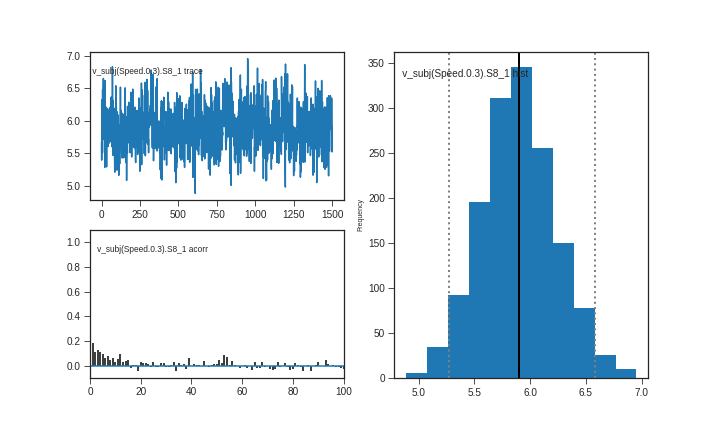 7.0
6.5
6.0
5.5
5.0
v_subj(Speed.0.3).S8_1 trace
0 250 500 750 1000 1250 1500
1.0
0.8
0.6
0.4
0.2
0.0
v_subj(Speed.0.3).S8_1 acorr
0 20 40 60 80 100
Frequency
350
300
250
200
150
100
50
0
v_subj(Speed.0.3).S8_1 hist
5.0 5.5 6.0 6.5 7.0